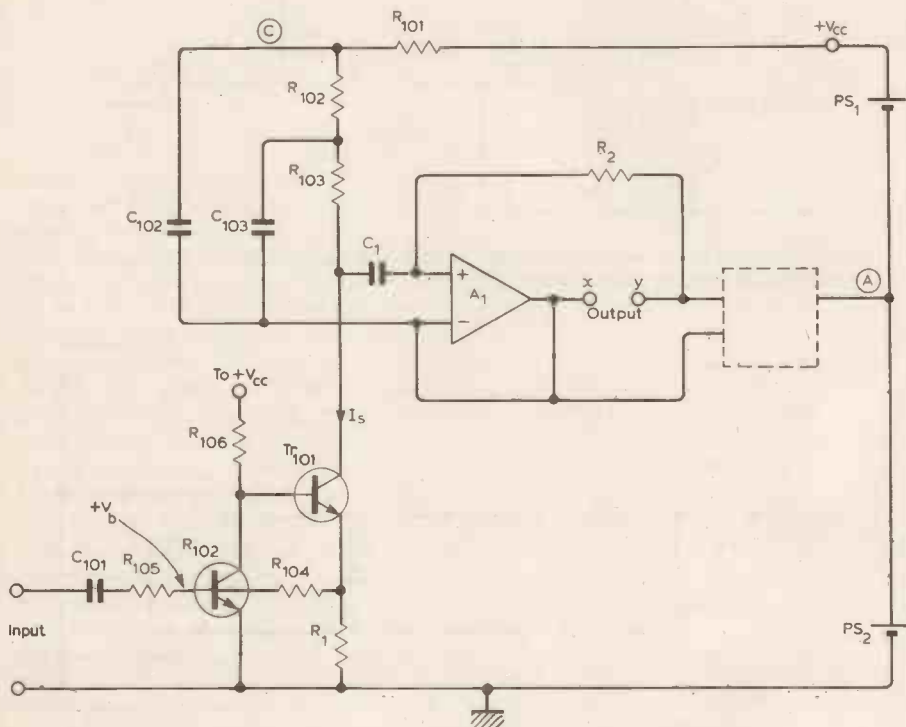 C
R101
+Vcc
PS1
R102
R2
R103
C102
C103
C1
+
A1
x
y
A
−
Output
To +Vcc
Is
R106
Tr101
+Vb
C101
R105
R102
R104
Input
R1
PS2